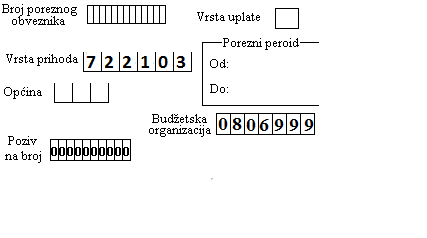 Broj poreznog
obveznika
Vrsta uplate
Porezni peroid
Vrsta prihoda 722103
Od:
Općina
Do:
Budžetska
organizacija 0806999
Poziv
na broj 0000000000